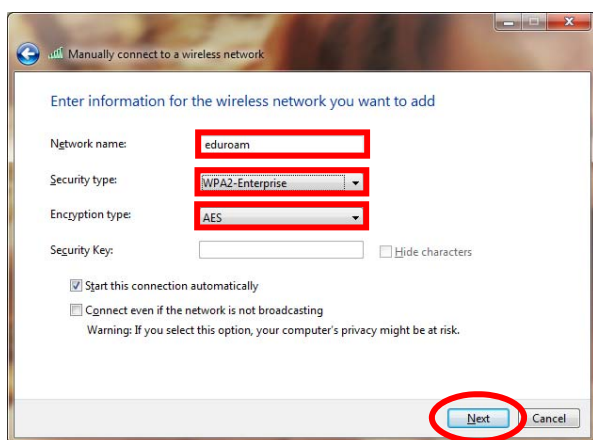 Manually connect to a wireless network
Enter information for the wireless network you want to add
Network name: eduroam
Security type: WPA2-Enterprise
Encryption type: AES
Security Key: Hide characters
Start this connection automatically
Connect even if the network is not broadcasting
Warning: If you select this option, your computer's privacy might be at risk.
Next Cancel